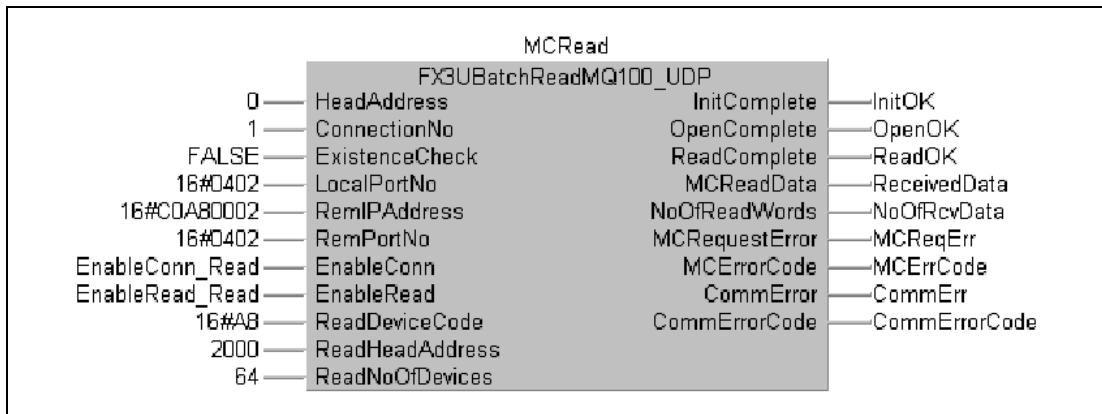 MCRead
FX3UBatchReadMQ100_UDP
0 HeadAddress InitComplete InitOK
1 ConnectionNo OpenComplete OpenOK
FALSE ExistenceCheck ReadComplete ReadOK
16#0402 LocalPortNo MCReadData ReceivedData
16#C0A80002 RemIPAddress NoOfReadWords NoOfRcvData
16#0402 RemPortNo MCRequestError MCReqErr
EnableConn_Read EnableConn MCErrorCode MCErrCode
EnableRead_Read EnableRead CommError CommErr
16#A8 ReadDeviceCode CommErrorCode CommErrorCode
2000 ReadHeadAddress
64 ReadNoOfDevices